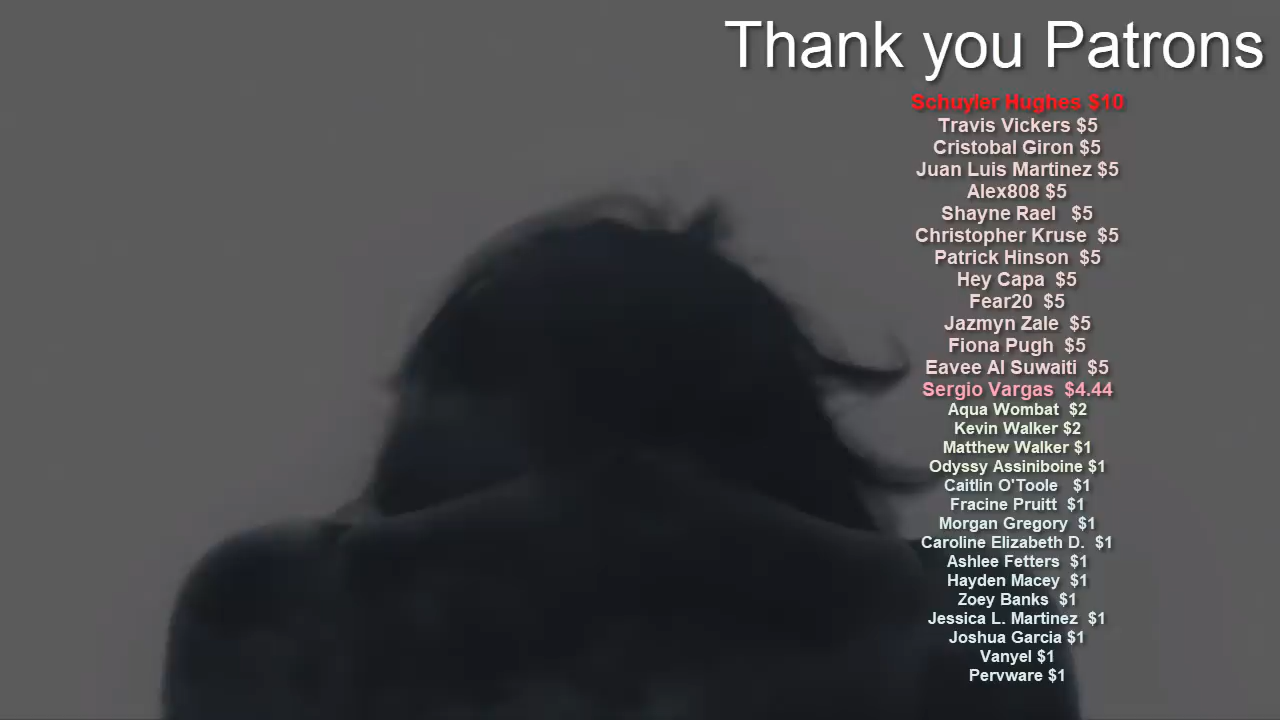 Thank you Patrons
Schuyler Hughes $10
Travis Vickers $5
Cristobal Giron $5
Juan Luis Martinez $5
Alex808 $5
Shayne Rael $5
Christopher Kruse $5
Patrick Hinson $5
Hey Capa $5
Fear20 $5
Jazmyn Zale $5
Fiona Pugh $5
Eavee Al Suwaiti $5
Sergio Vargas $4.44
Aqua Wombat $2
Kevin Walker $2
Matthew Walker $1
Odyssy Assiniboine $1
Caitlin O'Toole $1
Fracine Pruitt $1
Morgan Gregory $1
Caroline Elizabeth D. $1
Ashlee Fetters $1
Hayden Macey $1
Zoey Banks $1
Jessica L. Martinez $1
Joshua Garcia $1
Vanyel $1
Pervware $1